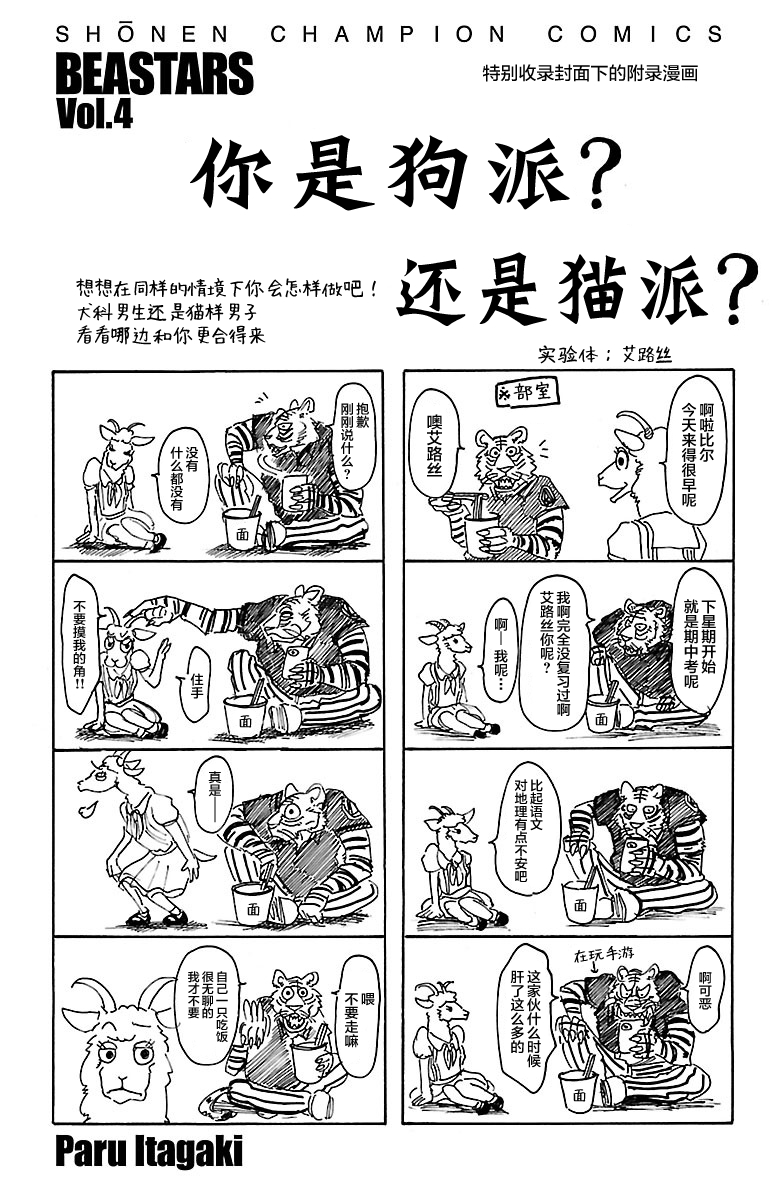 SHŌNEN CHAMPION COMICS
BEASTARS
Vol.4
特别收录封面下的附录漫画
你是狗派？
还是猫派？
想想在同样的情境下你会怎样做吧！
犬科男生还是猫样男子
看看哪边和你更合得来
实验体；艾路丝
部室
啊啦比尔
今天来得很早呢
噢艾路丝
下星期开始
就是期中考呢
我啊完全没复习过啊
艾路丝你呢？
啊—我呢…
比起语文
对地理有点不安吧
啊可恶
在玩手游
这家伙什么时候
肝了这么多的
抱歉
刚刚说什么？
没有
什么都没有
面
面
面
面
面
面
不要摸我的角!!
住手
真是——
喂
不要走嘛
自己一只吃饭
很无聊的
我才不要
Paru Itagaki